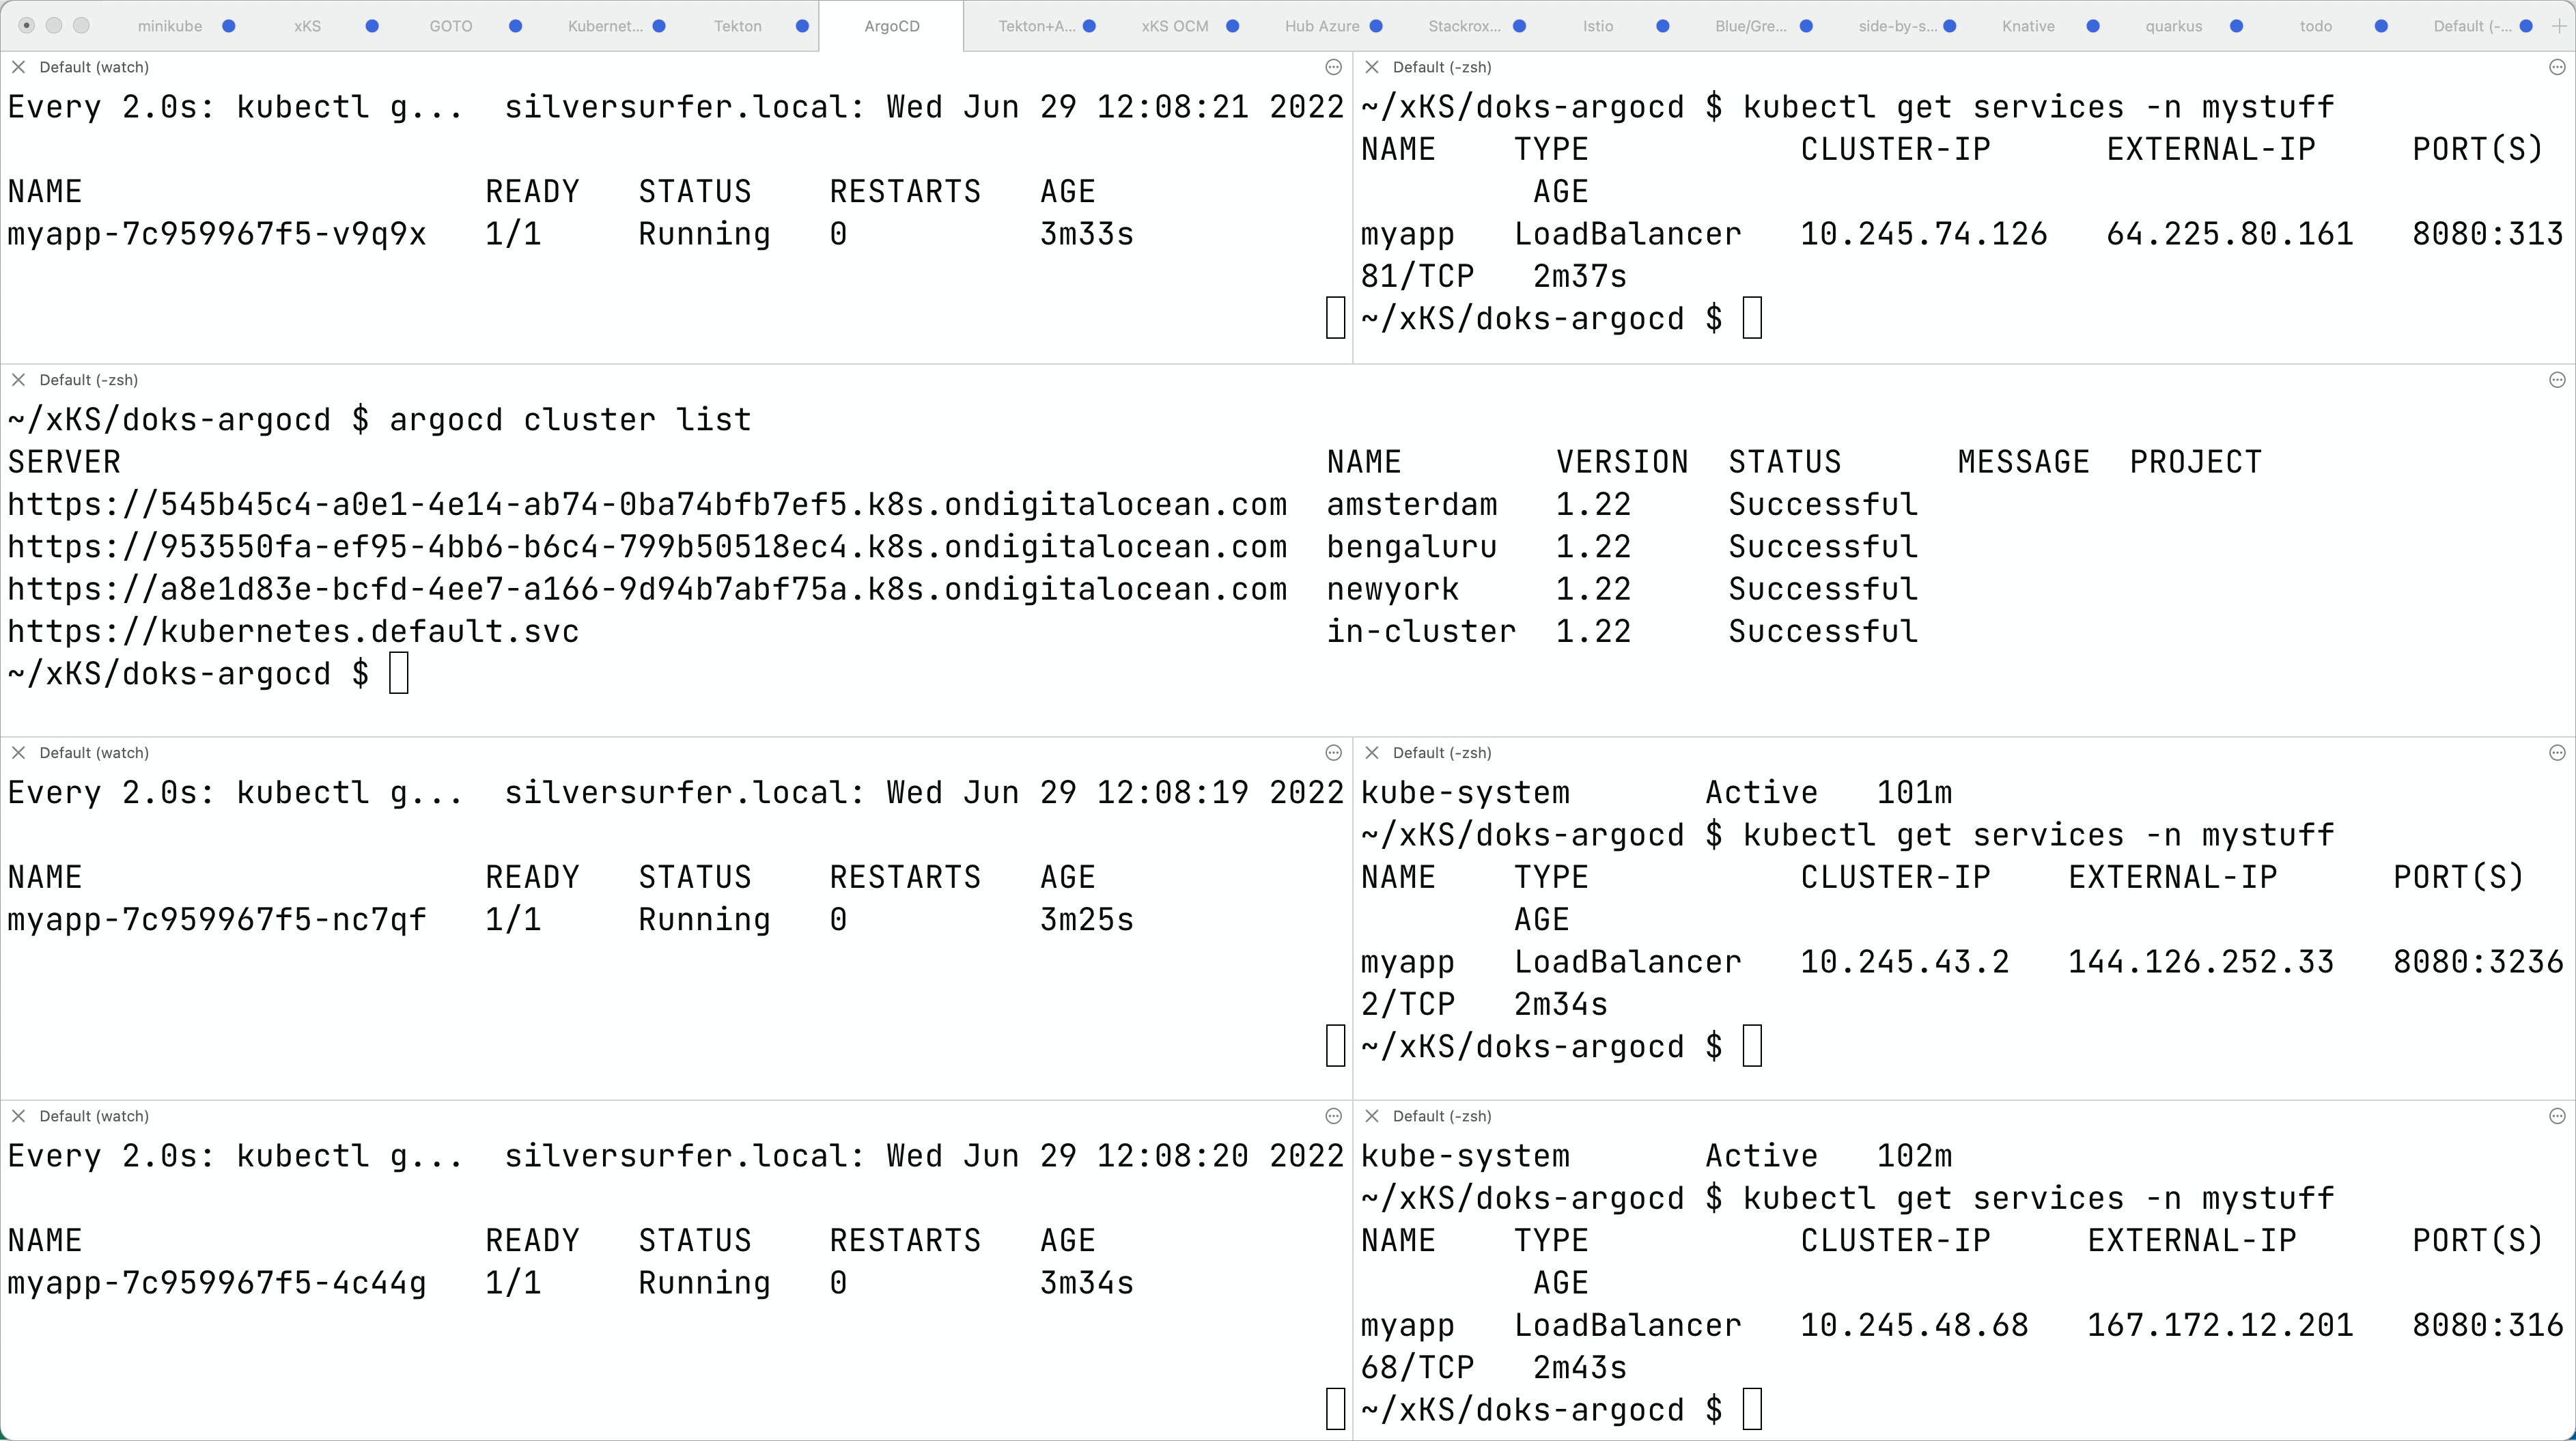 minikube xKS GOTO Kubernet... Tekton ArgoCD Tekton+A... xKS OCM Hub Azure Stackrox... Istio Blue/Gre... side-by-s... Knative quarkus todo Default (-...
Default (watch)
Every 2.0s: kubectl g...  silversurfer.local: Wed Jun 29 12:08:21 2022
NAME                     READY   STATUS    RESTARTS   AGE
myapp-7c959967f5-v9q9x   1/1     Running   0          3m33s
Default (-zsh)
~/xKS/doks-argocd $ kubectl get services -n mystuff
NAME    TYPE           CLUSTER-IP      EXTERNAL-IP     PORT(S)
         AGE
myapp   LoadBalancer   10.245.74.126   64.225.80.161   8080:313
81/TCP   2m37s
~/xKS/doks-argocd $
Default (-zsh)
~/xKS/doks-argocd $ argocd cluster list
SERVER                                                               NAME        VERSION  STATUS      MESSAGE  PROJECT
https://545b45c4-a0e1-4e14-ab74-0ba74bfb7ef5.k8s.ondigitalocean.com  amsterdam   1.22     Successful
https://953550fa-ef95-4bb6-b6c4-799b50518ec4.k8s.ondigitalocean.com  bengaluru   1.22     Successful
https://a8e1d83e-bcfd-4ee7-a166-9d94b7abf75a.k8s.ondigitalocean.com  newyork     1.22     Successful
https://kubernetes.default.svc                                       in-cluster  1.22     Successful
~/xKS/doks-argocd $
Default (watch)
Every 2.0s: kubectl g...  silversurfer.local: Wed Jun 29 12:08:19 2022
NAME                     READY   STATUS    RESTARTS   AGE
myapp-7c959967f5-nc7qf   1/1     Running   0          3m25s
Default (-zsh)
kube-system       Active   101m
~/xKS/doks-argocd $ kubectl get services -n mystuff
NAME    TYPE           CLUSTER-IP    EXTERNAL-IP      PORT(S)
        AGE
myapp   LoadBalancer   10.245.43.2   144.126.252.33   8080:3236
2/TCP   2m34s
~/xKS/doks-argocd $
Default (watch)
Every 2.0s: kubectl g...  silversurfer.local: Wed Jun 29 12:08:20 2022
NAME                     READY   STATUS    RESTARTS   AGE
myapp-7c959967f5-4c44g   1/1     Running   0          3m34s
Default (-zsh)
kube-system       Active   102m
~/xKS/doks-argocd $ kubectl get services -n mystuff
NAME    TYPE           CLUSTER-IP     EXTERNAL-IP      PORT(S)
         AGE
myapp   LoadBalancer   10.245.48.68   167.172.12.201   8080:316
68/TCP   2m43s
~/xKS/doks-argocd $